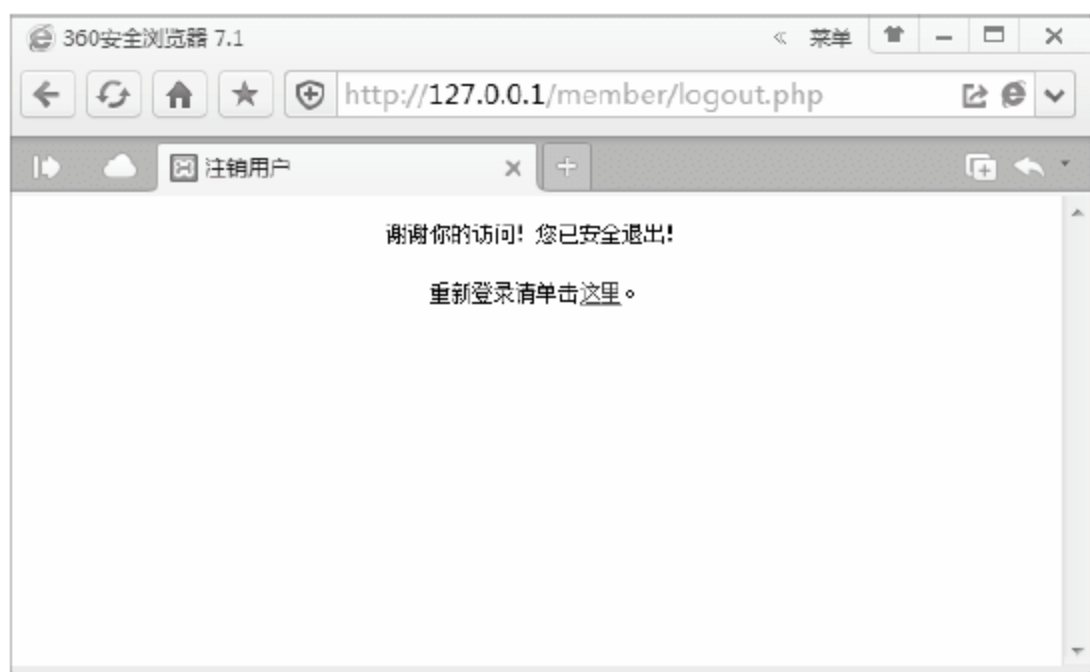 360安全浏览器 7.1
« 菜单
http://127.0.0.1/member/logout.php
注销用户
谢谢你的访问！您已安全退出！
重新登录请单击这里。